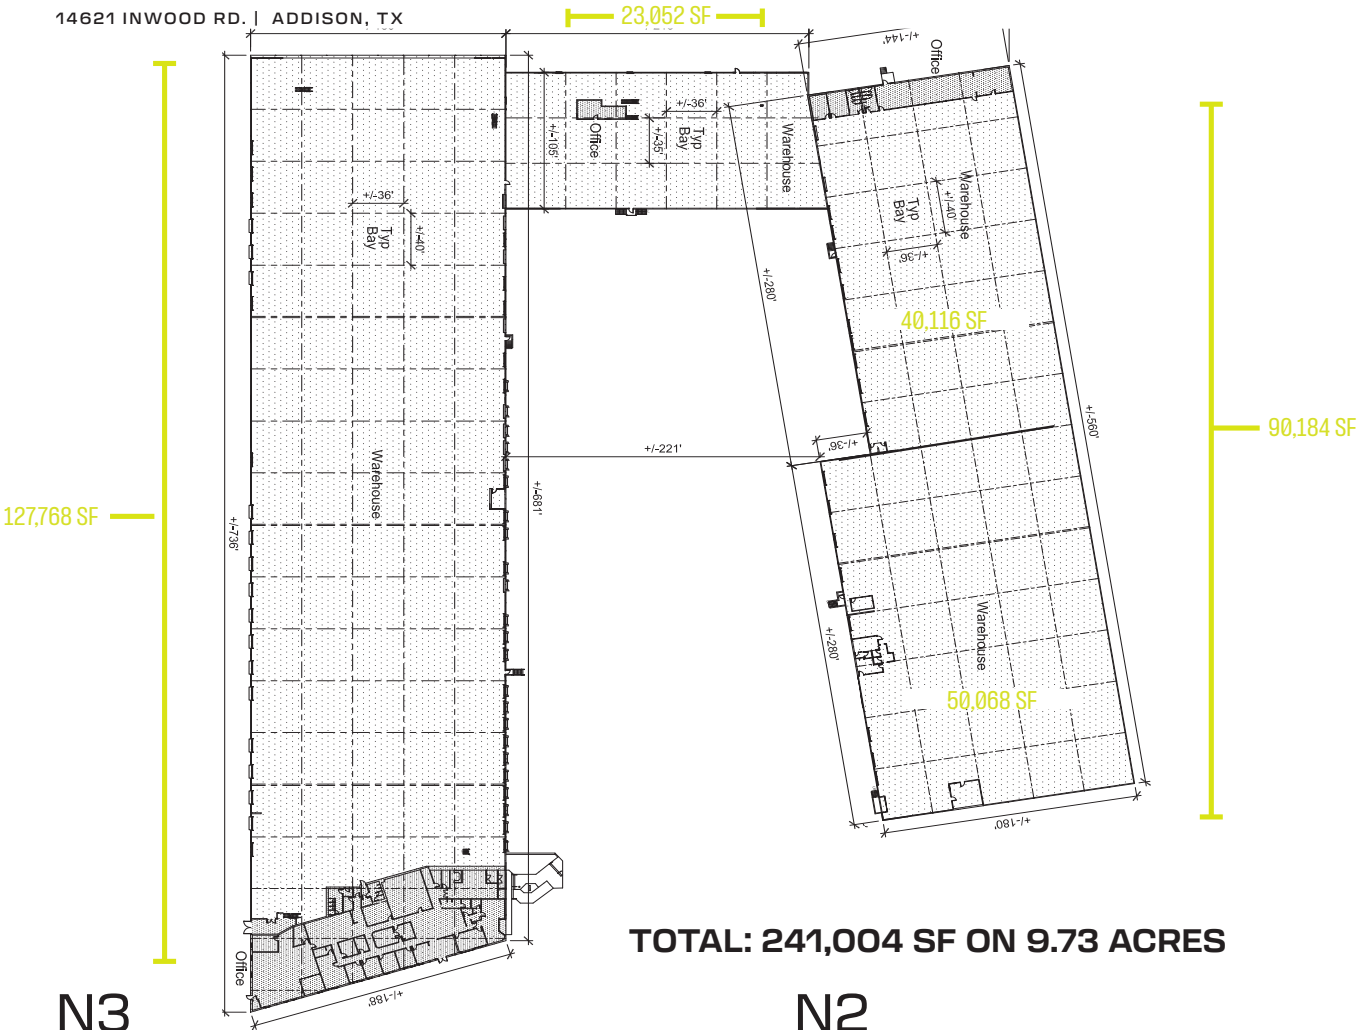 14621 INWOOD RD. | ADDISON, TX
23,052 SF
+/-144'
Office
+/-36'
Typ
Bay
+/-35'
Office
+/-105'
Warehouse
+/-36'
Typ
Bay
+/-40'
Warehouse
Typ
Bay
+/-40'
+/-36'
+/-280'
40,116 SF
90,184 SF
+/-560'
+/-36'
+/-221'
Warehouse
+/-681'
127,768 SF
+/-736'
Warehouse
+/-280'
50,068 SF
+/-180'
TOTAL: 241,004 SF ON 9.73 ACRES
Office
+/-188'
N3
N2